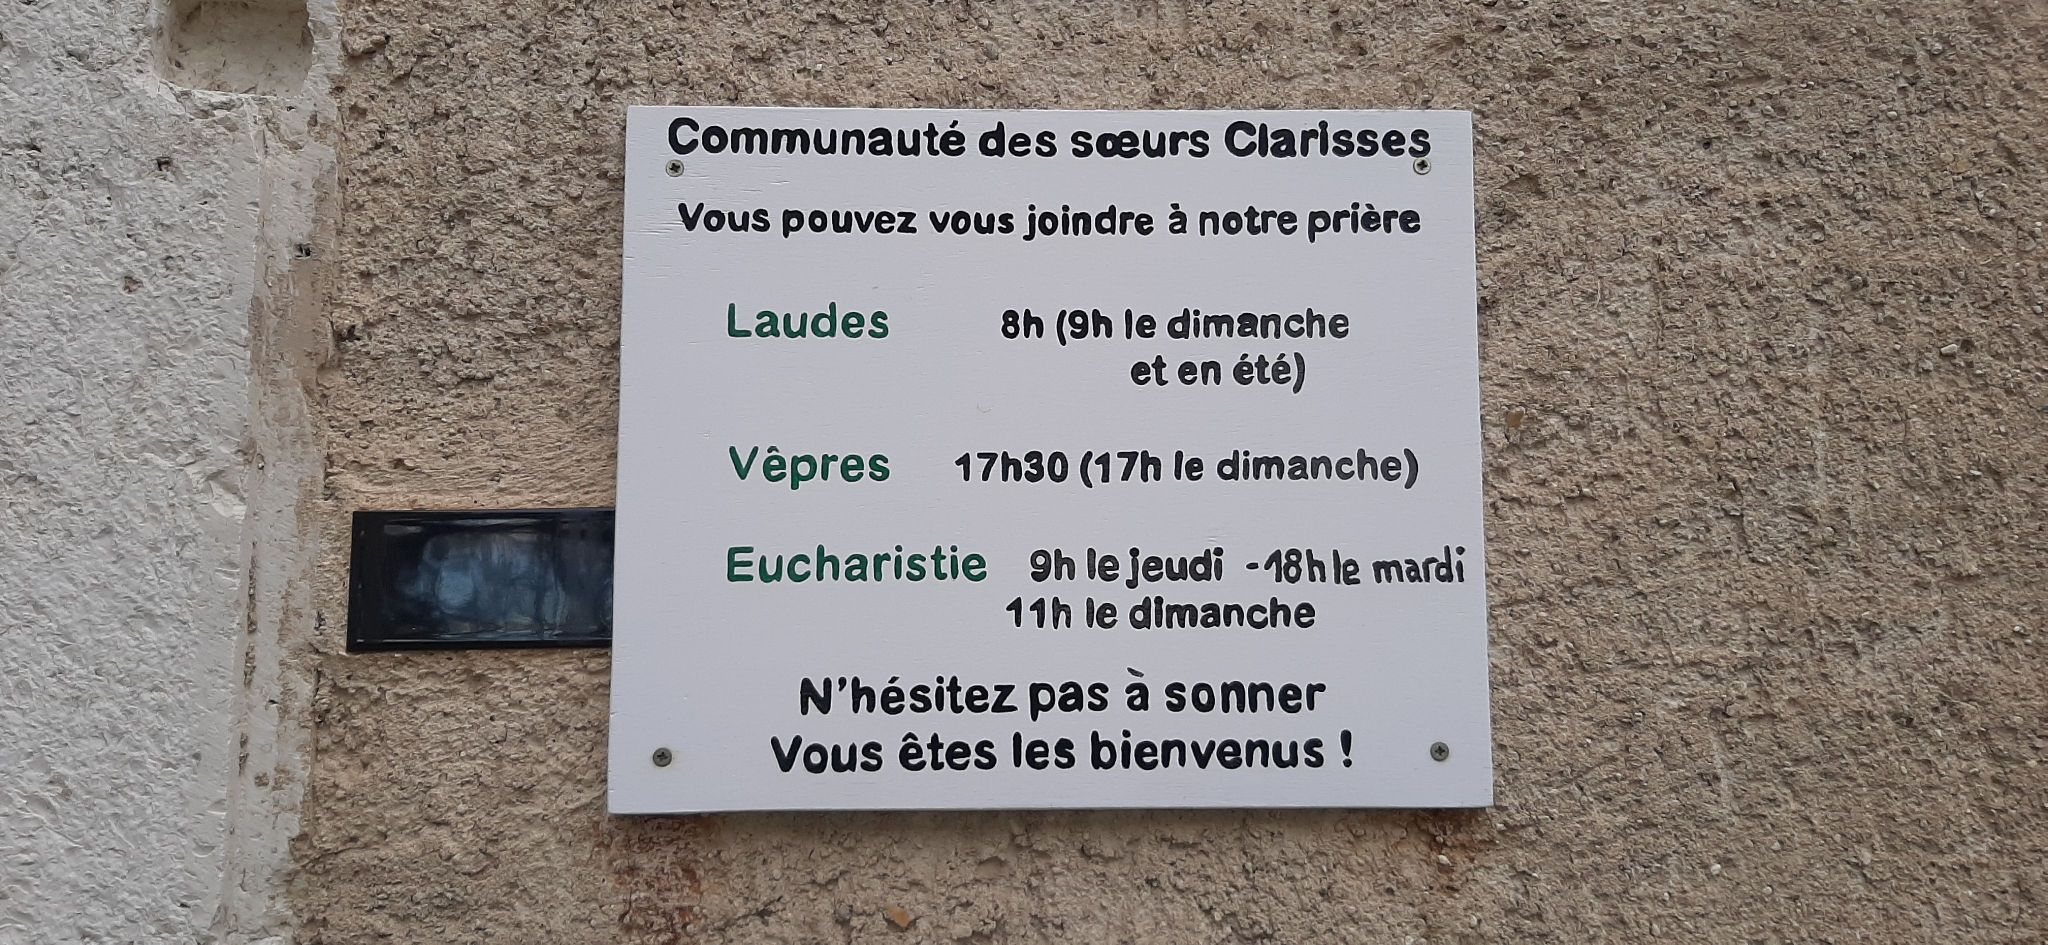 Communauté des sœurs Clarisses
Vous pouvez vous joindre à notre prière
Laudes 8h (9h le dimanche
et en été)
Vêpres 17h30 (17h le dimanche)
Eucharistie 9h le jeudi - 18h le mardi
11h le dimanche
N'hésitez pas à sonner
Vous êtes les bienvenus !